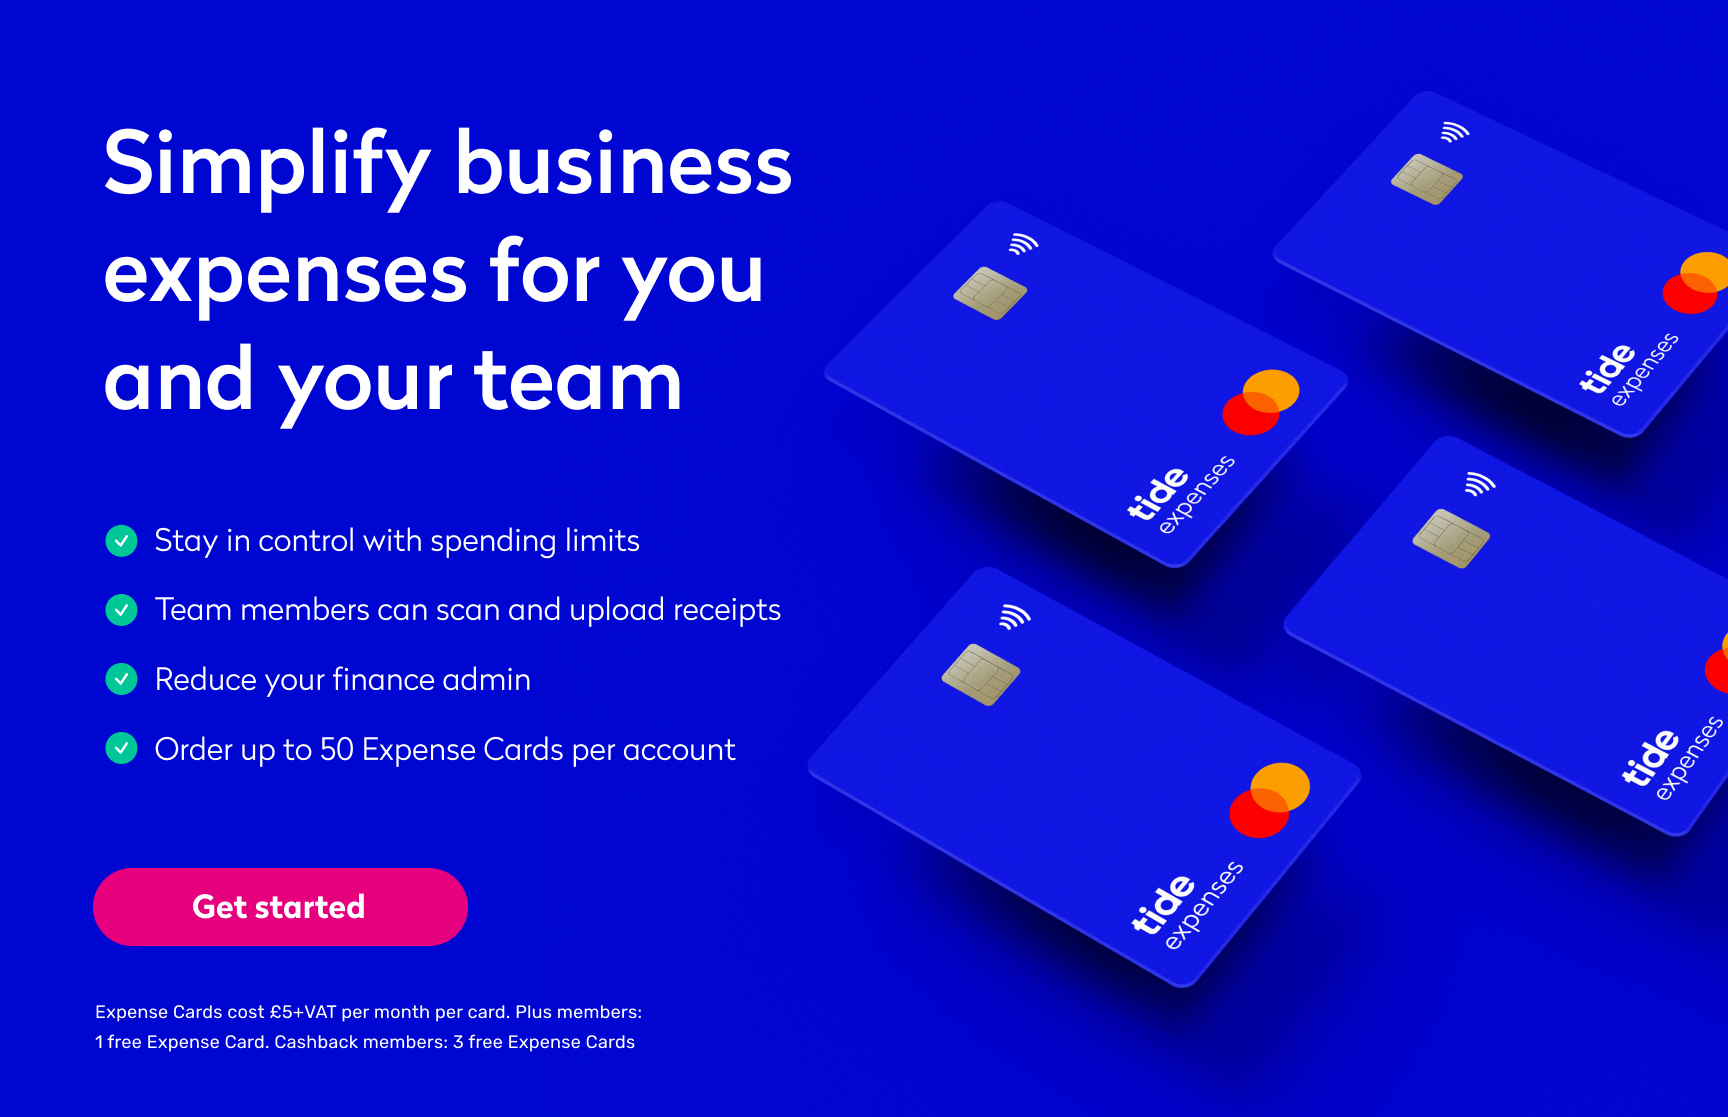 Simplify business
expenses for you
and your team
Stay in control with spending limits
Team members can scan and upload receipts
Reduce your finance admin
Order up to 50 Expense Cards per account
Get started
Expense Cards cost £5+VAT per month per card. Plus members:
1 free Expense Card. Cashback members: 3 free Expense Cards
tide
expenses
tide
expenses
tide
expenses
tide
expenses